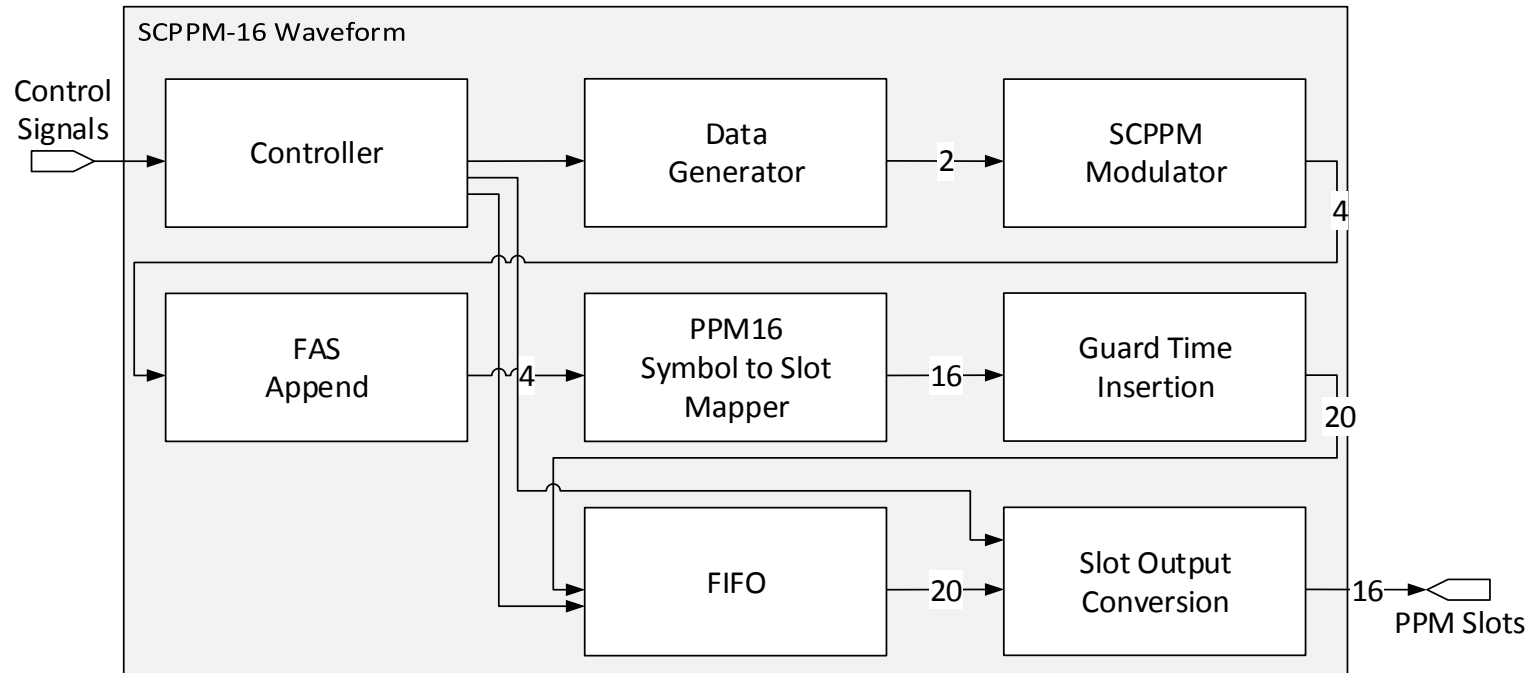 SCPPM-16 Waveform
Control
Signals
Controller
Data
Generator
2
SCPPM
Modulator
4
FAS
Append
4
PPM16
Symbol to Slot
Mapper
16
Guard Time
Insertion
20
FIFO
20
Slot Output
Conversion
16
PPM Slots